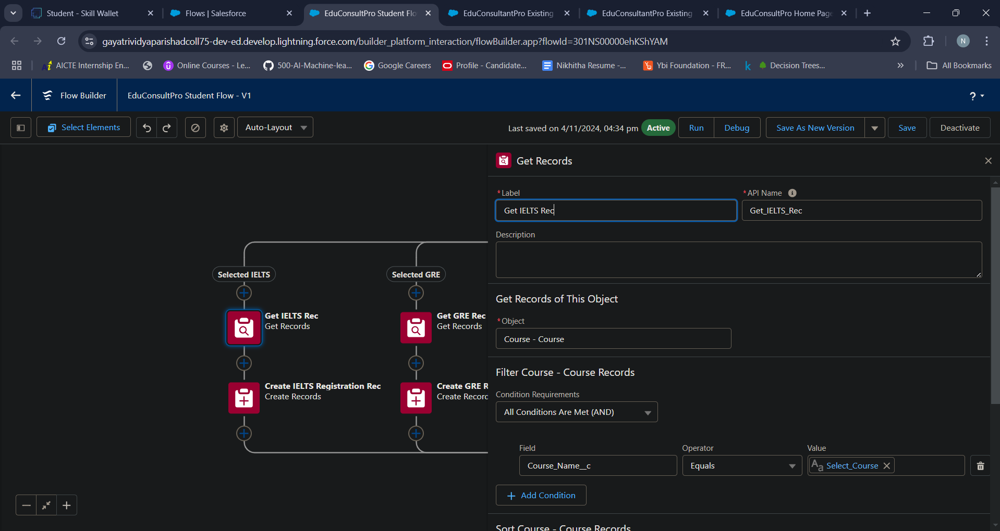 Student - Skill Wallet
Flows | Salesforce
EduConsultPro Student Flo
EduConsultantPro Existing
EduConsultantPro Existing
EduConsultPro Home Page
gayatrividyaparishadcoll75-dev-ed.develop.lightning.force.com/builder_platform_interaction/flowBuilder.app?flowId=301NS00000ehKShYAM
N
AICTE Internship En...
Online Courses - Le...
500-AI-Machine-lea...
Google Careers
Profile - Candidate...
Nikhitha Resume -...
Ybi Foundation - FR...
k
Decision Trees...
All Bookmarks
Flow Builder
EduConsultPro Student Flow - V1
?
Select Elements
Auto-Layout
Last saved on 4/11/2024, 04:34 pm
Active
Run
Debug
Save As New Version
Save
Deactivate
Selected IELTS
Selected GRE
Get IELTS Rec
Get Records
Get GRE Rec
Get Records
Create IELTS Registration Rec
Create Records
Create GRE R
Create Record
Get Records
*Label
*API Name
Get IELTS Rec
Get_IELTS_Rec
Description
Get Records of This Object
*Object
Course - Course
Filter Course - Course Records
Condition Requirements
All Conditions Are Met (AND)
Field
Operator
Value
Course_Name__c
Equals
Aa Select_Course
Add Condition
Sort Course - Course Records